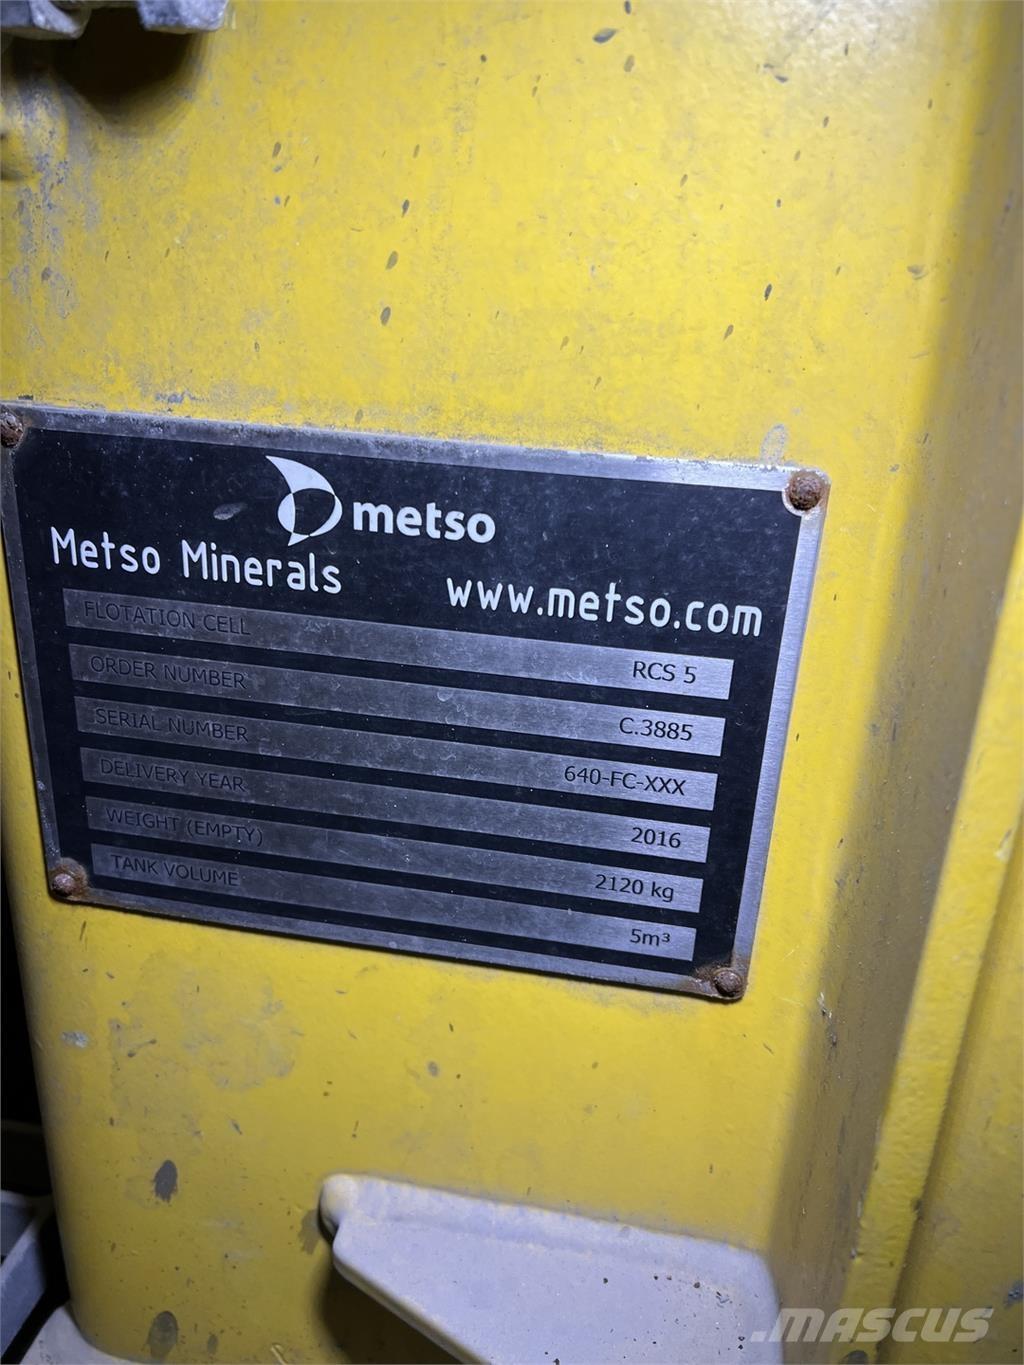 metso
Metso Minerals www.metso.com
FLOTATION CELL RCS 5
ORDER NUMBER C.3885
SERIAL NUMBER 640-FC-XXX
DELIVERY YEAR 2016
WEIGHT (EMPTY) 2120 kg
TANK VOLUME 5m³
.MASCUS